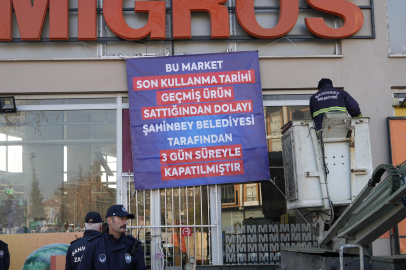 MIGROS
BU MARKET
SON KULLANMA TARİHİ
GEÇMİŞ ÜRÜN
SATTIĞINDAN DOLAYI
ŞAHİNBEY BELEDİYESİ
TARAFINDAN
3 GÜN SÜREYLE
KAPATILMIŞTIR